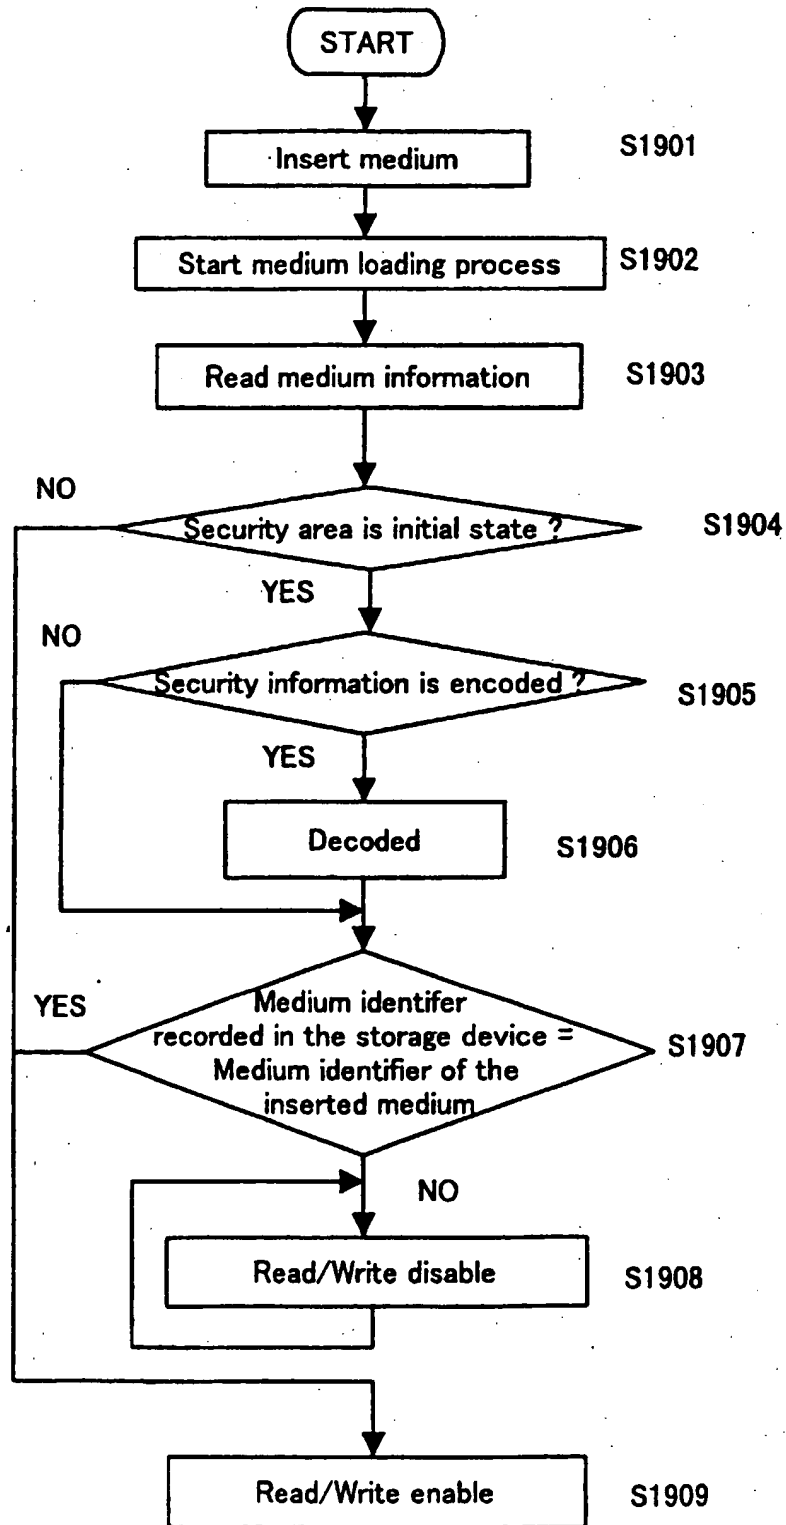 START
Insert medium
S1901
Start medium loading process
S1902
Read medium information
S1903
NO
Security area is initial state ?
S1904
YES
NO
Security information is encoded ?
S1905
YES
Decoded
S1906
YES
Medium identifer
recorded in the storage device =
Medium identifier of the
inserted medium
S1907
NO
Read/Write disable
S1908
Read/Write enable
S1909